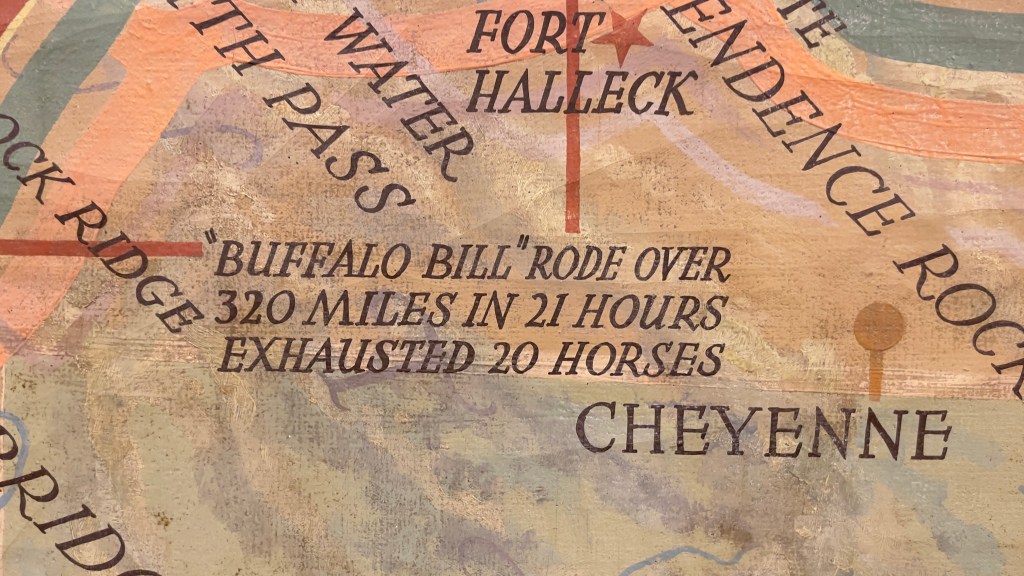 WATER
TH PASS
FORT
HALLECK
ENDENCE ROCK
TE
OCK RIDGE
"BUFFALO BILL" RODE OVER
320 MILES IN 21 HOURS
EXHAUSTED 20 HORSES
CHEYENNE
RIDG